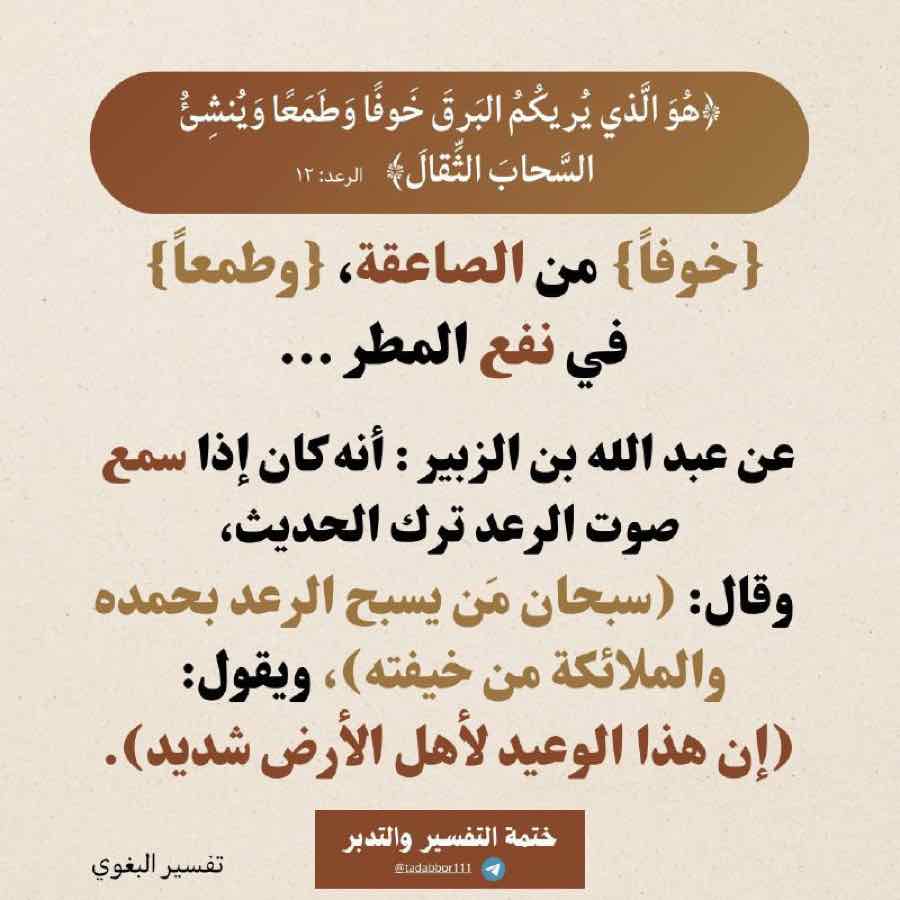 ﴿هُوَ الَّذي يُريكُمُ البَرقَ خَوفًا وَطَمَعًا وَيُنشِئُ
السَّحابَ الثِّقالَ﴾ الرعد: ١٢
{خوفاً} من الصاعقة، {وطمعاً}
في نفع المطر ...
عن عبد الله بن الزبير : أنه كان إذا سمع
صوت الرعد ترك الحديث،
وقال: (سبحان مَن يسبح الرعد بحمده
والملائكة من خيفته)، ويقول:
(إن هذا الوعيد لأهل الأرض شديد).
ختمة التفسير والتدبر
@tadabbor111
تفسير البغوي